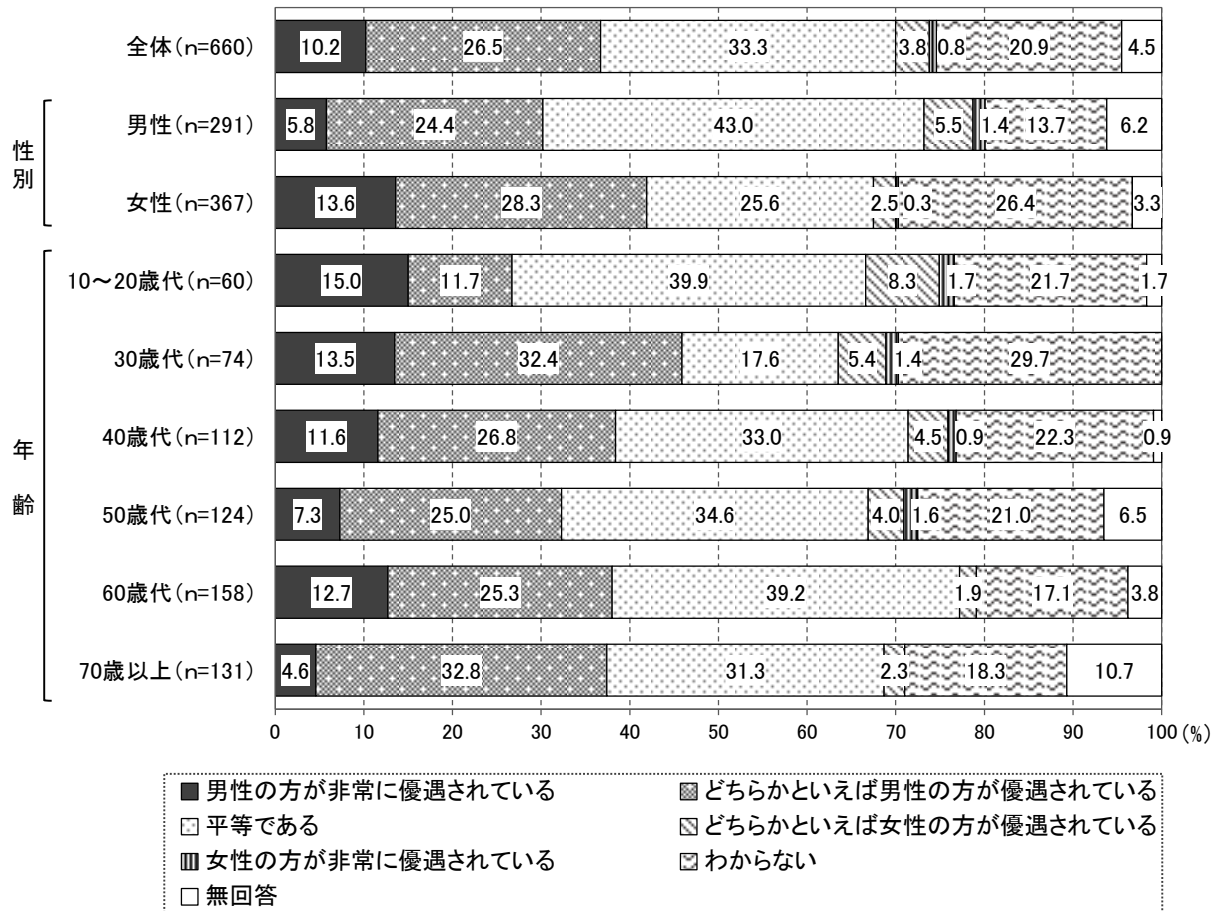 全体(n=660) 10.2 26.5 33.3 3.8 0.8 20.9 4.5
性別
男性(n=291) 5.8 24.4 43.0 5.5 1.4 13.7 6.2
女性(n=367) 13.6 28.3 25.6 2.5 0.3 26.4 3.3
年齢
10～20歳代(n=60) 15.0 11.7 39.9 8.3 1.7 21.7 1.7
30歳代(n=74) 13.5 32.4 17.6 5.4 1.4 29.7
40歳代(n=112) 11.6 26.8 33.0 4.5 0.9 22.3 0.9
50歳代(n=124) 7.3 25.0 34.6 4.0 1.6 21.0 6.5
60歳代(n=158) 12.7 25.3 39.2 1.9 17.1 3.8
70歳以上(n=131) 4.6 32.8 31.3 2.3 18.3 10.7
0 10 20 30 40 50 60 70 80 90 100 (%)
男性の方が非常に優遇されている どちらかといえば男性の方が優遇されている
平等である どちらかといえば女性の方が優遇されている
女性の方が非常に優遇されている わからない
無回答